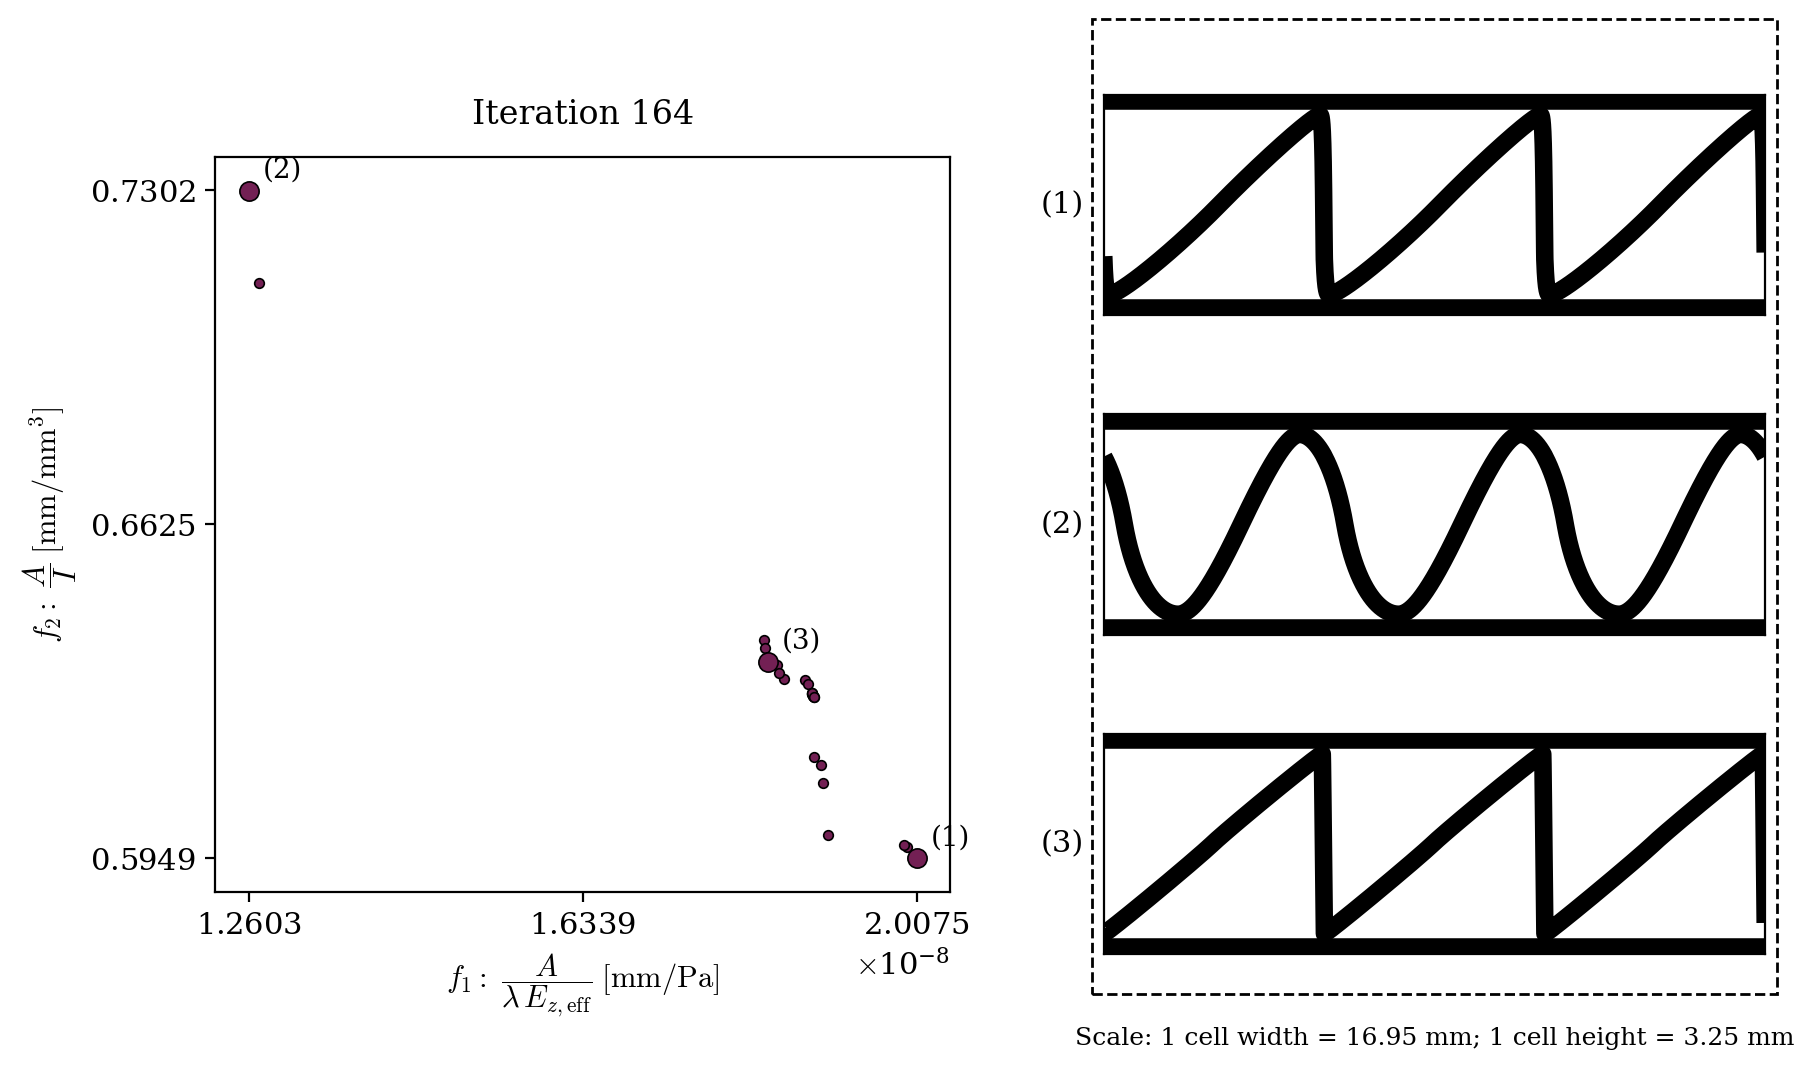 Iteration 164
(2)
0.7302
0.6625
(3)
0.5949
(1)
f₂: A/I [mm/mm³]
1.2603 1.6339 2.0075
×10⁻⁸
f₁: A/(λ E_z,eff) [mm/Pa]
(1)
(2)
(3)
Scale: 1 cell width = 16.95 mm; 1 cell height = 3.25 mm